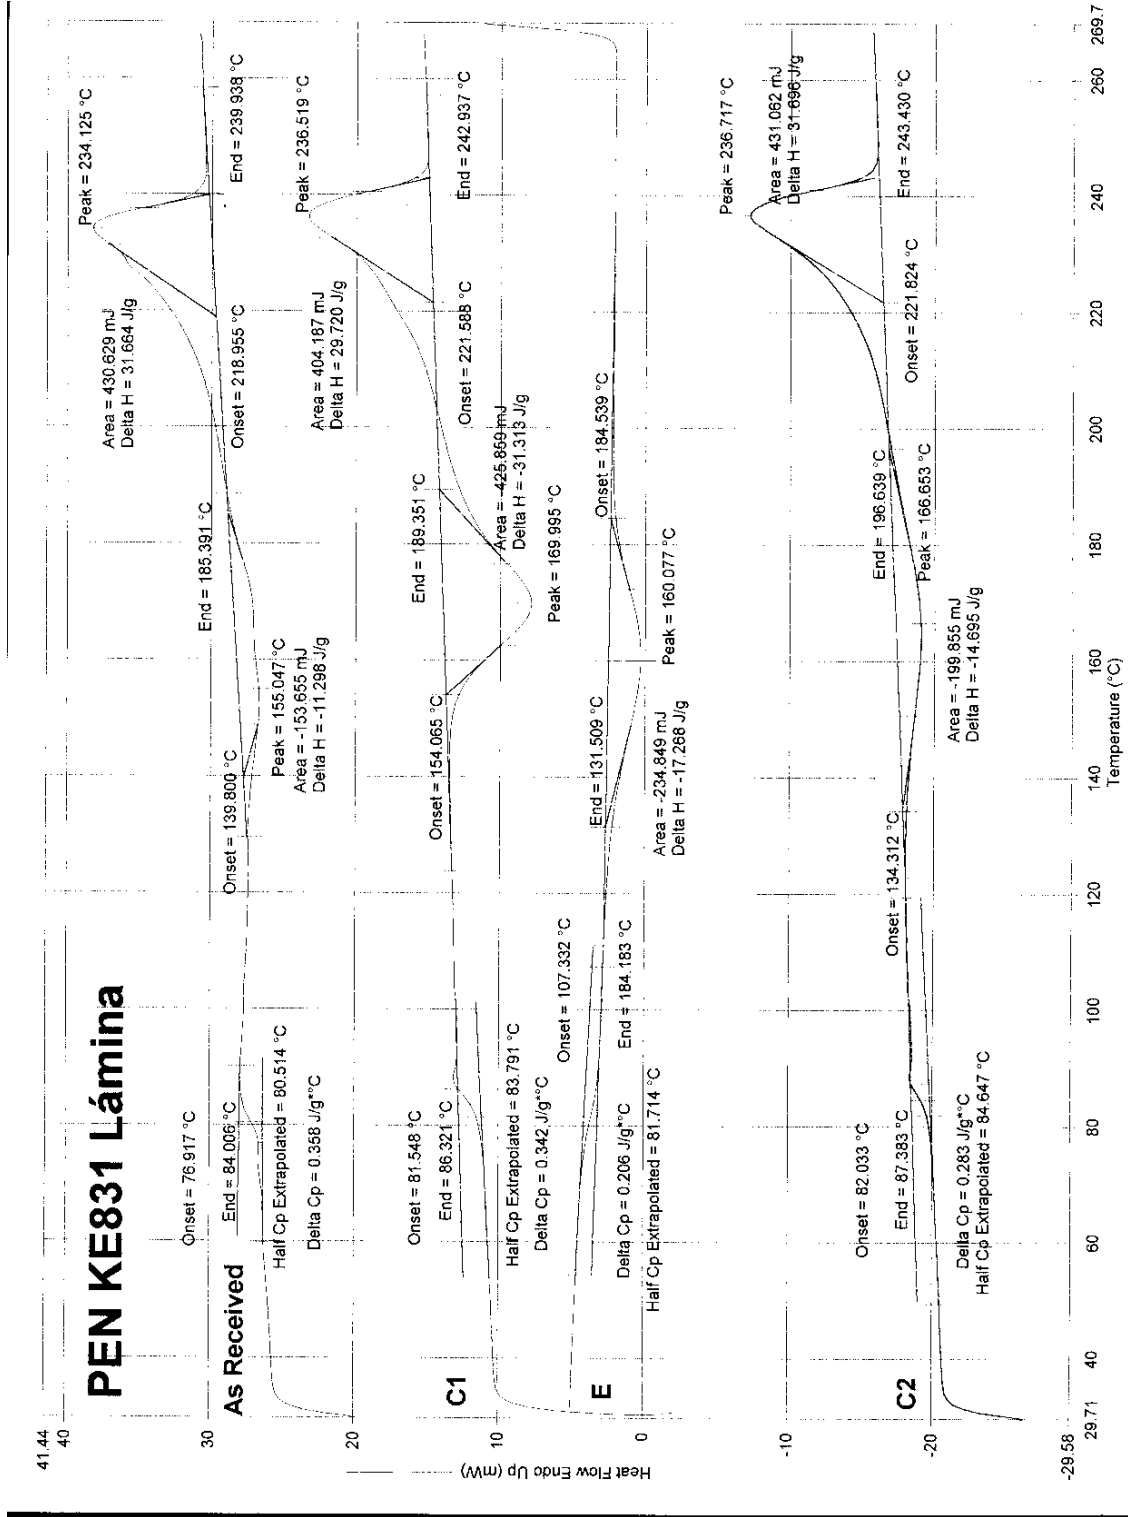 PEN KE831 Lámina
As Received
Onset = 76.917 °C
End = 84.006 °C
Half Cp Extrapolated = 80.514 °C
Delta Cp = 0.358 J/g*°C
Onset = 139.800 °C
Peak = 155.047 °C
Area = -153.655 mJ
Delta H = -11.298 J/g
End = 185.391 °C
Area = 430.629 mJ
Delta H = 31.664 J/g
Onset = 218.955 °C
Peak = 234.125 °C
End = 239.938 °C
C1
Onset = 81.548 °C
End = 86.321 °C
Half Cp Extrapolated = 83.791 °C
Delta Cp = 0.342 J/g*°C
Onset = 154.065 °C
End = 189.351 °C
Area = -425.859 mJ
Delta H = -31.313 J/g
Peak = 169.995 °C
Area = 404.187 mJ
Delta H = 29.720 J/g
Onset = 221.588 °C
Peak = 236.519 °C
End = 242.937 °C
E
Onset = 107.332 °C
End = 184.183 °C
Delta Cp = 0.206 J/g*°C
Half Cp Extrapolated = 81.714 °C
End = 131.509 °C
Area = -234.849 mJ
Delta H = -17.268 J/g
Peak = 160.077 °C
Onset = 184.539 °C
C2
Onset = 82.033 °C
End = 87.383 °C
Delta Cp = 0.283 J/g*°C
Half Cp Extrapolated = 84.647 °C
Onset = 134.312 °C
Area = -199.855 mJ
Delta H = -14.695 J/g
Peak = 166.653 °C
End = 196.639 °C
Onset = 221.824 °C
Peak = 236.717 °C
Area = 431.062 mJ
Delta H = 31.696 J/g
End = 243.430 °C
41.44
40
30
20
10
0
-10
-20
-29.58
Heat Flow Endo Up (mW)
29.71
40
60
80
100
120
140
160
180
200
220
240
260
269.7
Temperature (°C)